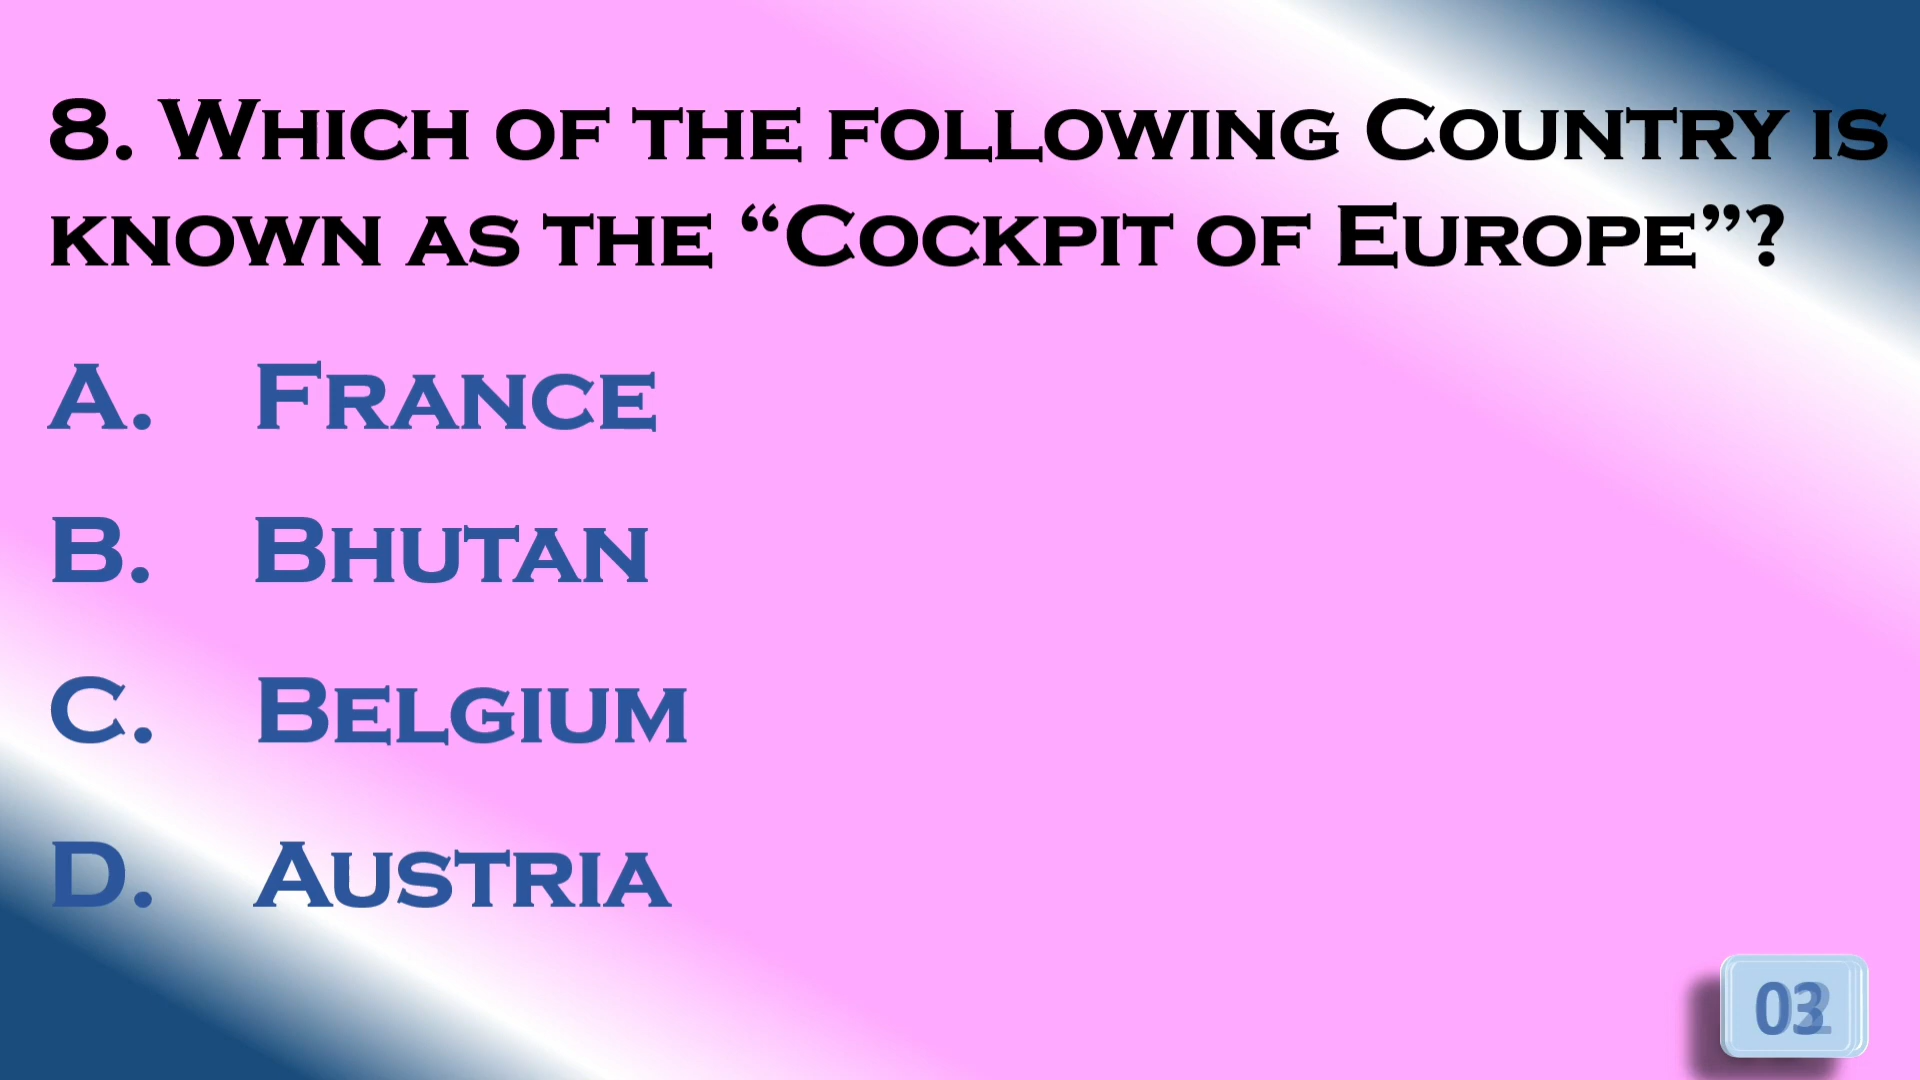 8. Which of the following Country is
known as the “Cockpit of Europe”?
A. France
B. Bhutan
C. Belgium
D. Austria
03